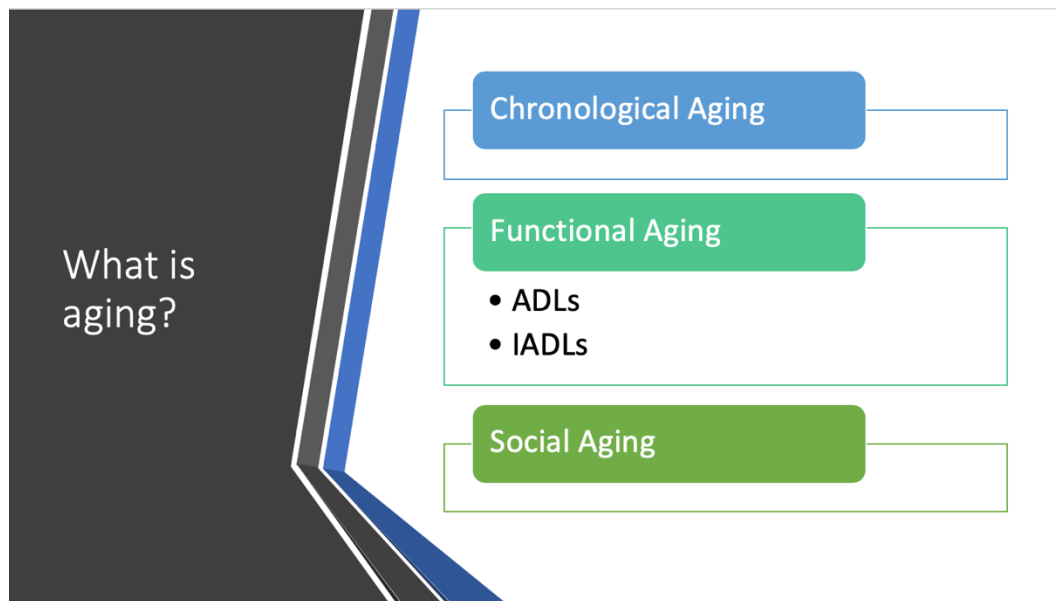 What is
aging?
Chronological Aging
Functional Aging
• ADLs
• IADLs
Social Aging